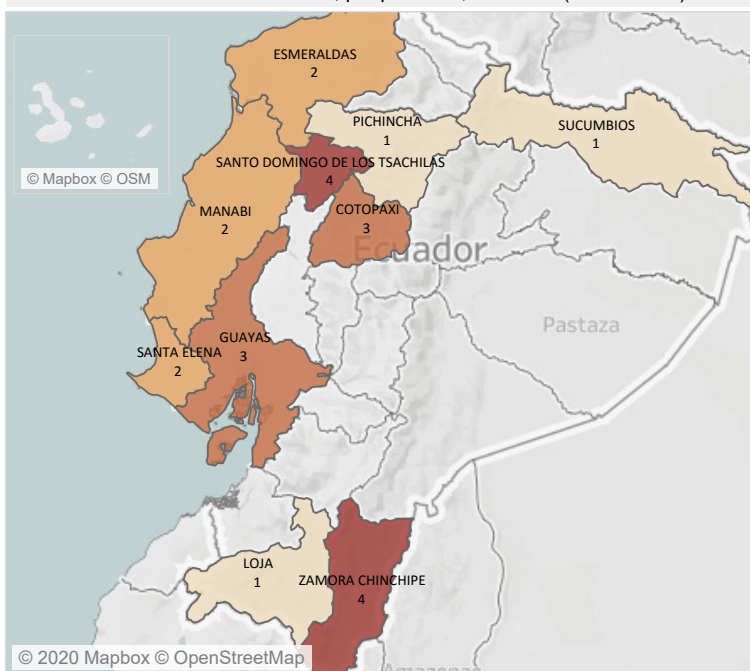 ESMERALDAS
2
PICHINCHA
1
SUCUMBIOS
1
SANTO DOMINGO DE LOS TSACHILAS
4
© Mapbox © OSM
MANABI
2
COTOPAXI
3
Ecuador
Pastaza
GUAYAS
3
SANTA ELENA
2
LOJA
1
ZAMORA CHINCHIPE
4
© 2020 Mapbox © OpenStreetMap
Amazonas